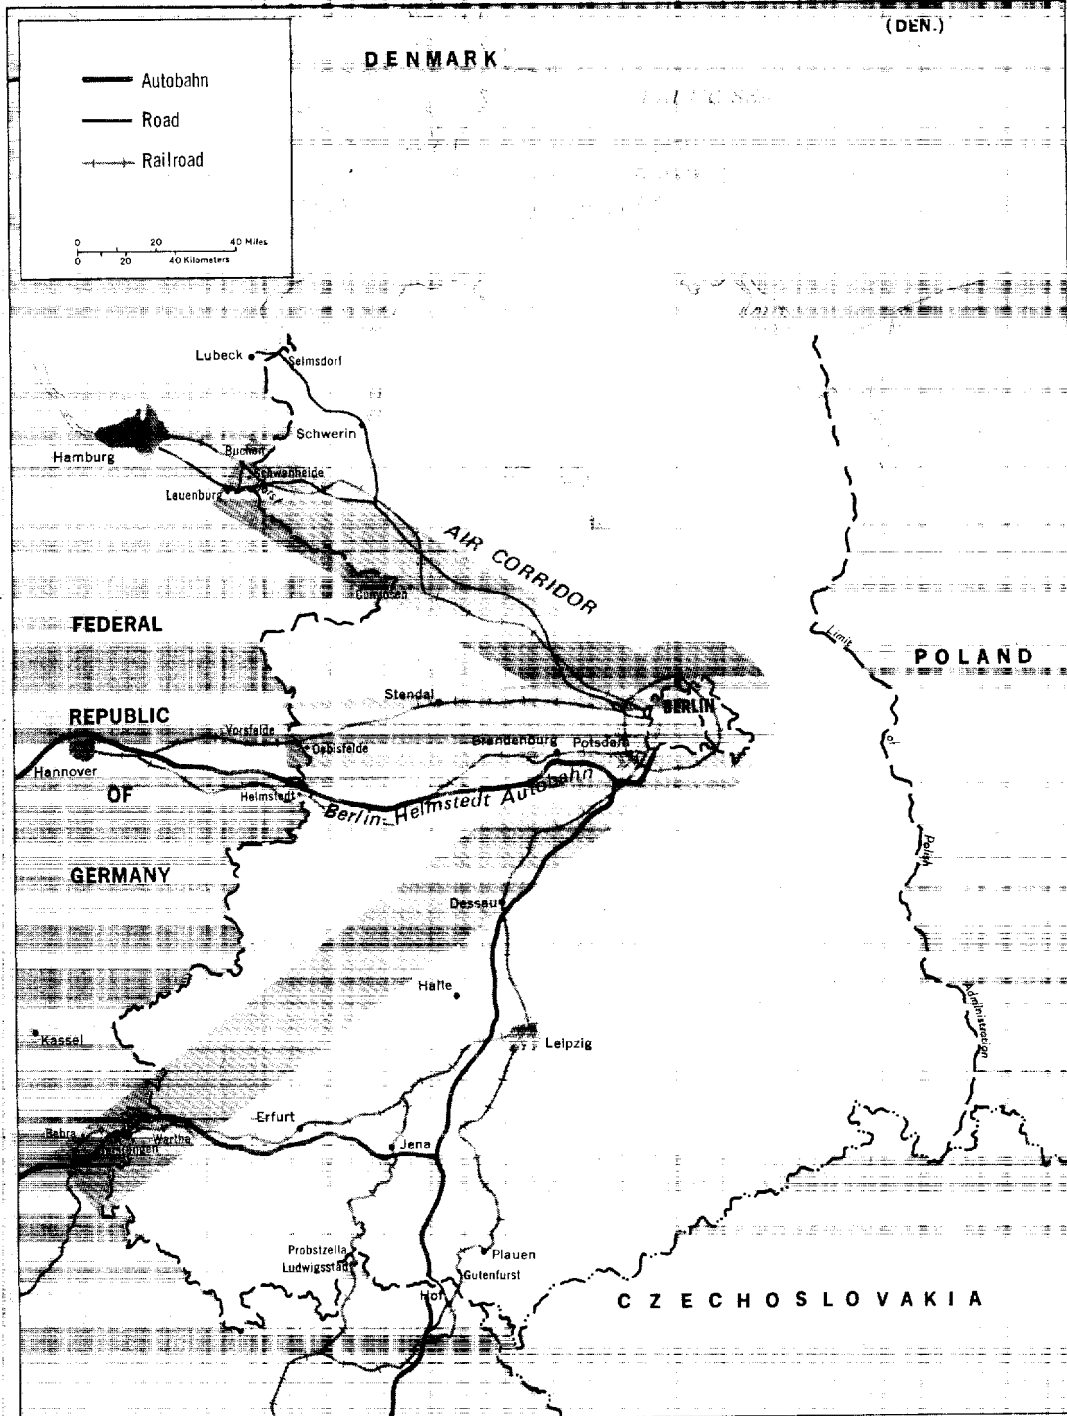 (DEN.)
DENMARK
Autobahn
Road
Railroad
0 20 40 Miles
0 20 40 Kilometers
Lubeck
Selmsdorf
Schwerin
Hamburg
Buchen
Schwanheide
Lauenburg
AIR CORRIDOR
FEDERAL
Limit
POLAND
Stendal
BERLIN
REPUBLIC
of
Vorsfelde
Oebisfelde
Brandenburg
Potsdam
Hannover
Helmstedt
OF
Berlin-Helmstedt Autobahn
Polish
GERMANY
Dessau
Halle
Administration
Kassel
Leipzig
Erfurt
Bebra
Wartha
Jena
Probstzella
Ludwigsstadt
Plauen
Gutenfurst
Hof
CZECHOSLOVAKIA